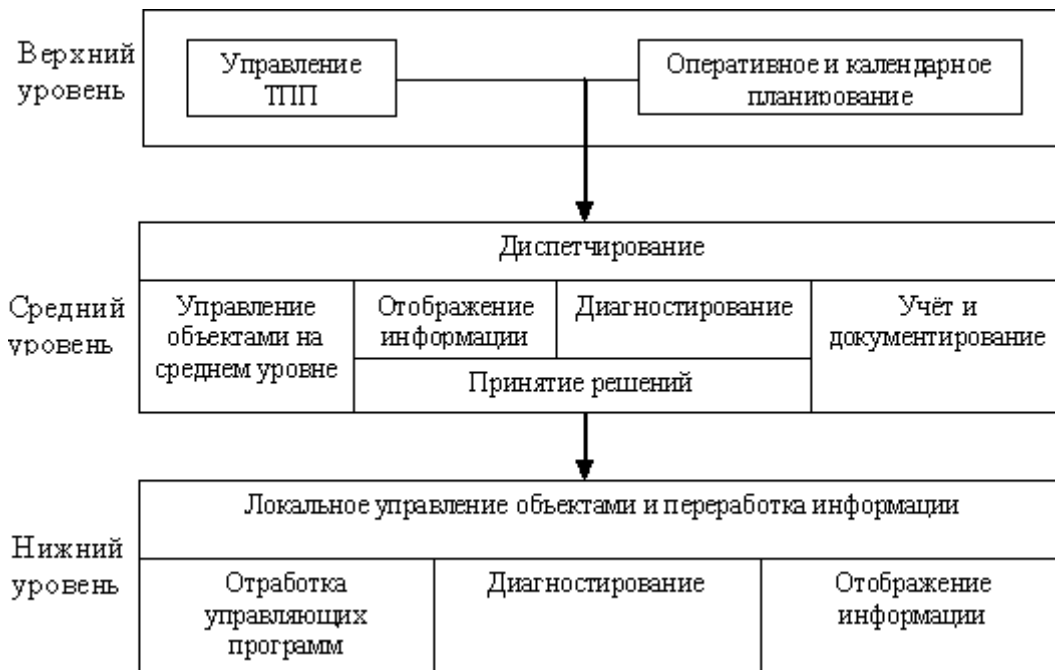 Верхний
уровень
Управление
ТПП
Оперативное и календарное
планирование
Средний
уровень
Диспетчирование
Управление
объектами на
среднем уровне
Отображение
информации
Диагностирование
Учёт и
документирование
Принятие решений
Нижний
уровень
Локальное управление объектами и переработка информации
Отработка
управляющих
программ
Диагностирование
Отображение
информации